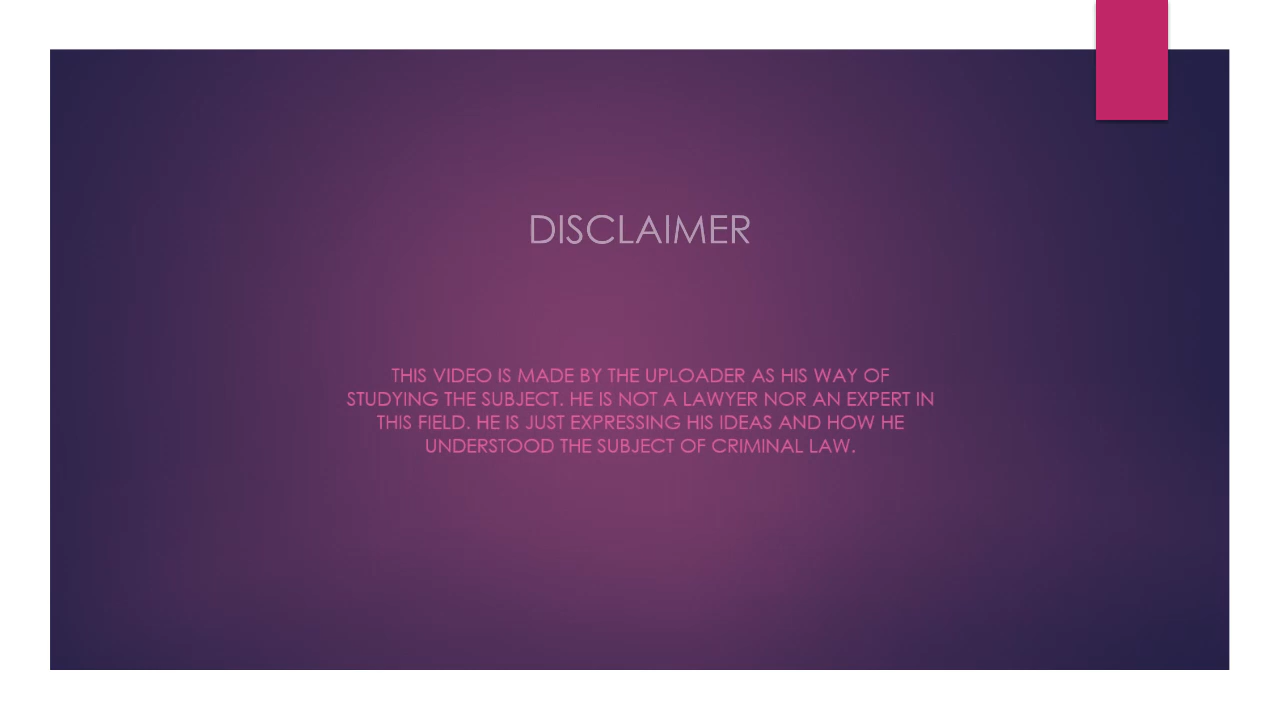 DISCLAIMER
THIS VIDEO IS MADE BY THE UPLOADER AS HIS WAY OF
STUDYING THE SUBJECT. HE IS NOT A LAWYER NOR AN EXPERT IN
THIS FIELD. HE IS JUST EXPRESSING HIS IDEAS AND HOW HE
UNDERSTOOD THE SUBJECT OF CRIMINAL LAW.